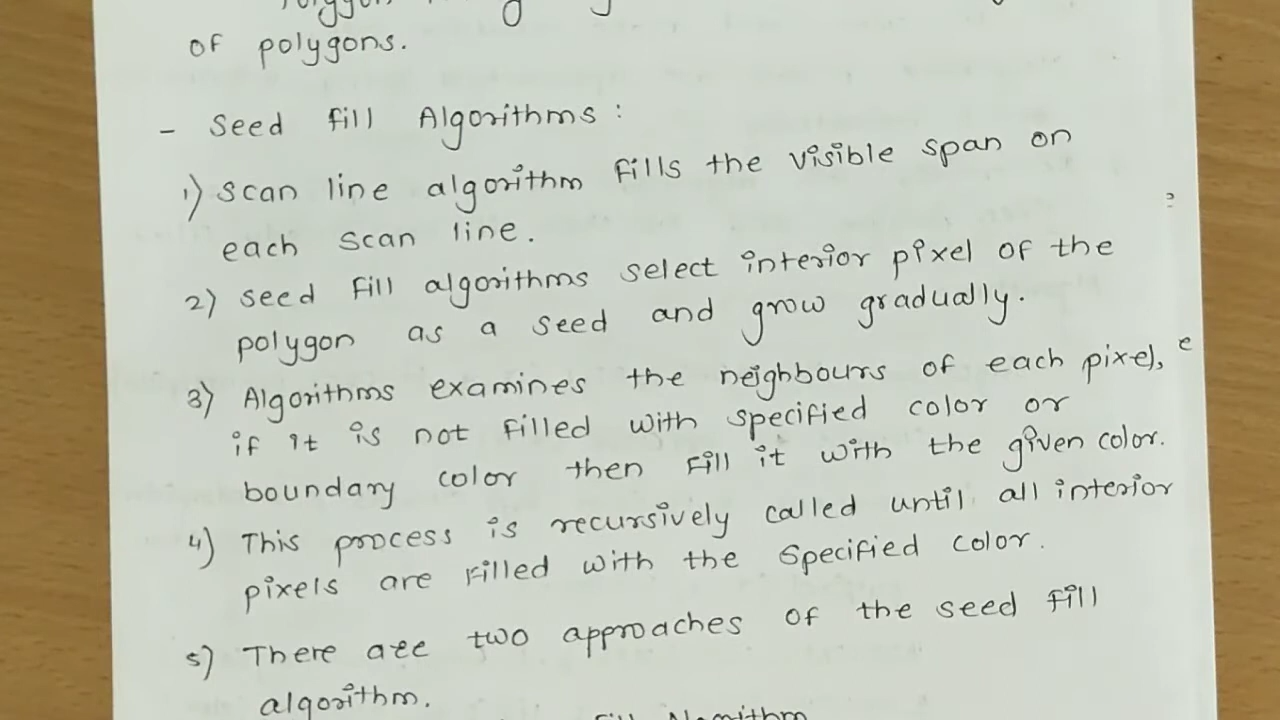 of polygons.
- Seed Fill Algorithms :
1) Scan line algorithm fills the visible span on
each scan line.
2) Seed Fill algorithms select interior pixel of the
polygon as a seed and grow gradually.
3) Algorithms examines the neighbours of each pixel,
if it is not filled with specified color or
boundary color then Fill it with the given color.
4) This process is recursively called until all interior
pixels are Filled with the specified color.
5) There are two approaches of the seed fill
algorithm.
Fill Algorithm